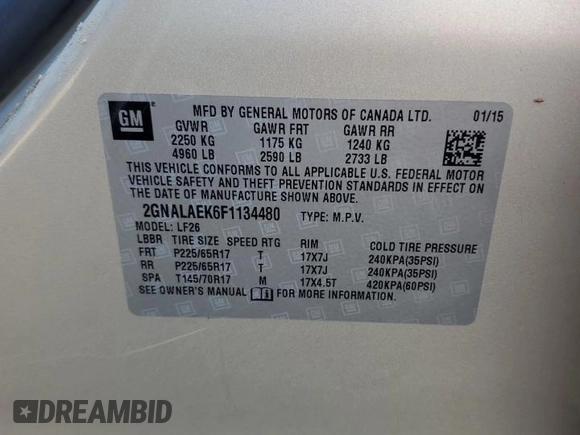 GM
MFD BY GENERAL MOTORS OF CANADA LTD. 01/15
GVWR GAWR FRT GAWR RR
2250 KG 1175 KG 1240 KG
4960 LB 2590 LB 2733 LB
THIS VEHICLE CONFORMS TO ALL APPLICABLE U.S. FEDERAL MOTOR
VEHICLE SAFETY AND THEFT PREVENTION STANDARDS IN EFFECT ON
THE DATE OF MANUFACTURE SHOWN ABOVE.
2GNALAEK6F1134480 TYPE: M.P.V.
MODEL: LF26
LBBR TIRE SIZE SPEED RTG RIM COLD TIRE PRESSURE
FRT P225/65R17 T 17X7J 240KPA(35PSI)
RR P225/65R17 T 17X7J 240KPA(35PSI)
SPA T145/70R17 M 17X4.5T 420KPA(60PSI)
SEE OWNER'S MANUAL FOR MORE INFORMATION.
DREAMBID